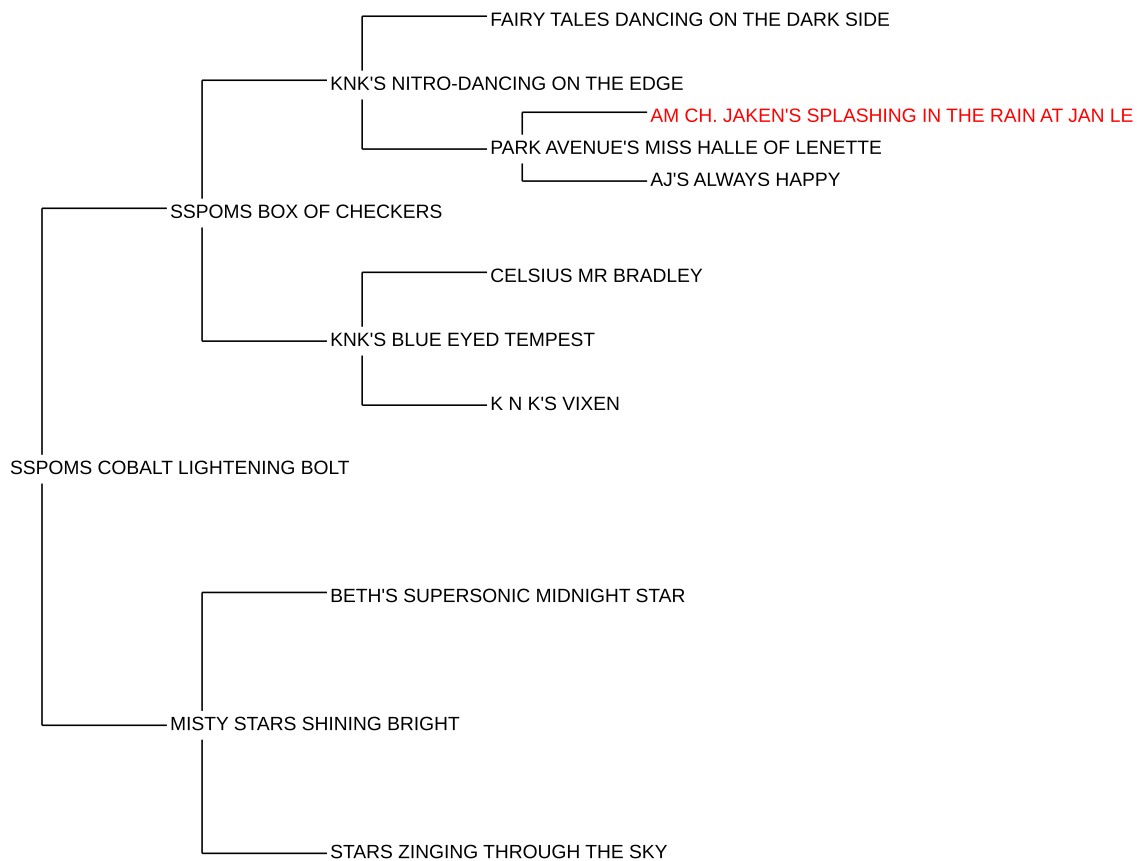 FAIRY TALES DANCING ON THE DARK SIDE
KNK'S NITRO-DANCING ON THE EDGE
AM CH. JAKEN'S SPLASHING IN THE RAIN AT JAN LE
PARK AVENUE'S MISS HALLE OF LENETTE
AJ'S ALWAYS HAPPY
SSPOMS BOX OF CHECKERS
CELSIUS MR BRADLEY
KNK'S BLUE EYED TEMPEST
K N K'S VIXEN
SSPOMS COBALT LIGHTENING BOLT
BETH'S SUPERSONIC MIDNIGHT STAR
MISTY STARS SHINING BRIGHT
STARS ZINGING THROUGH THE SKY